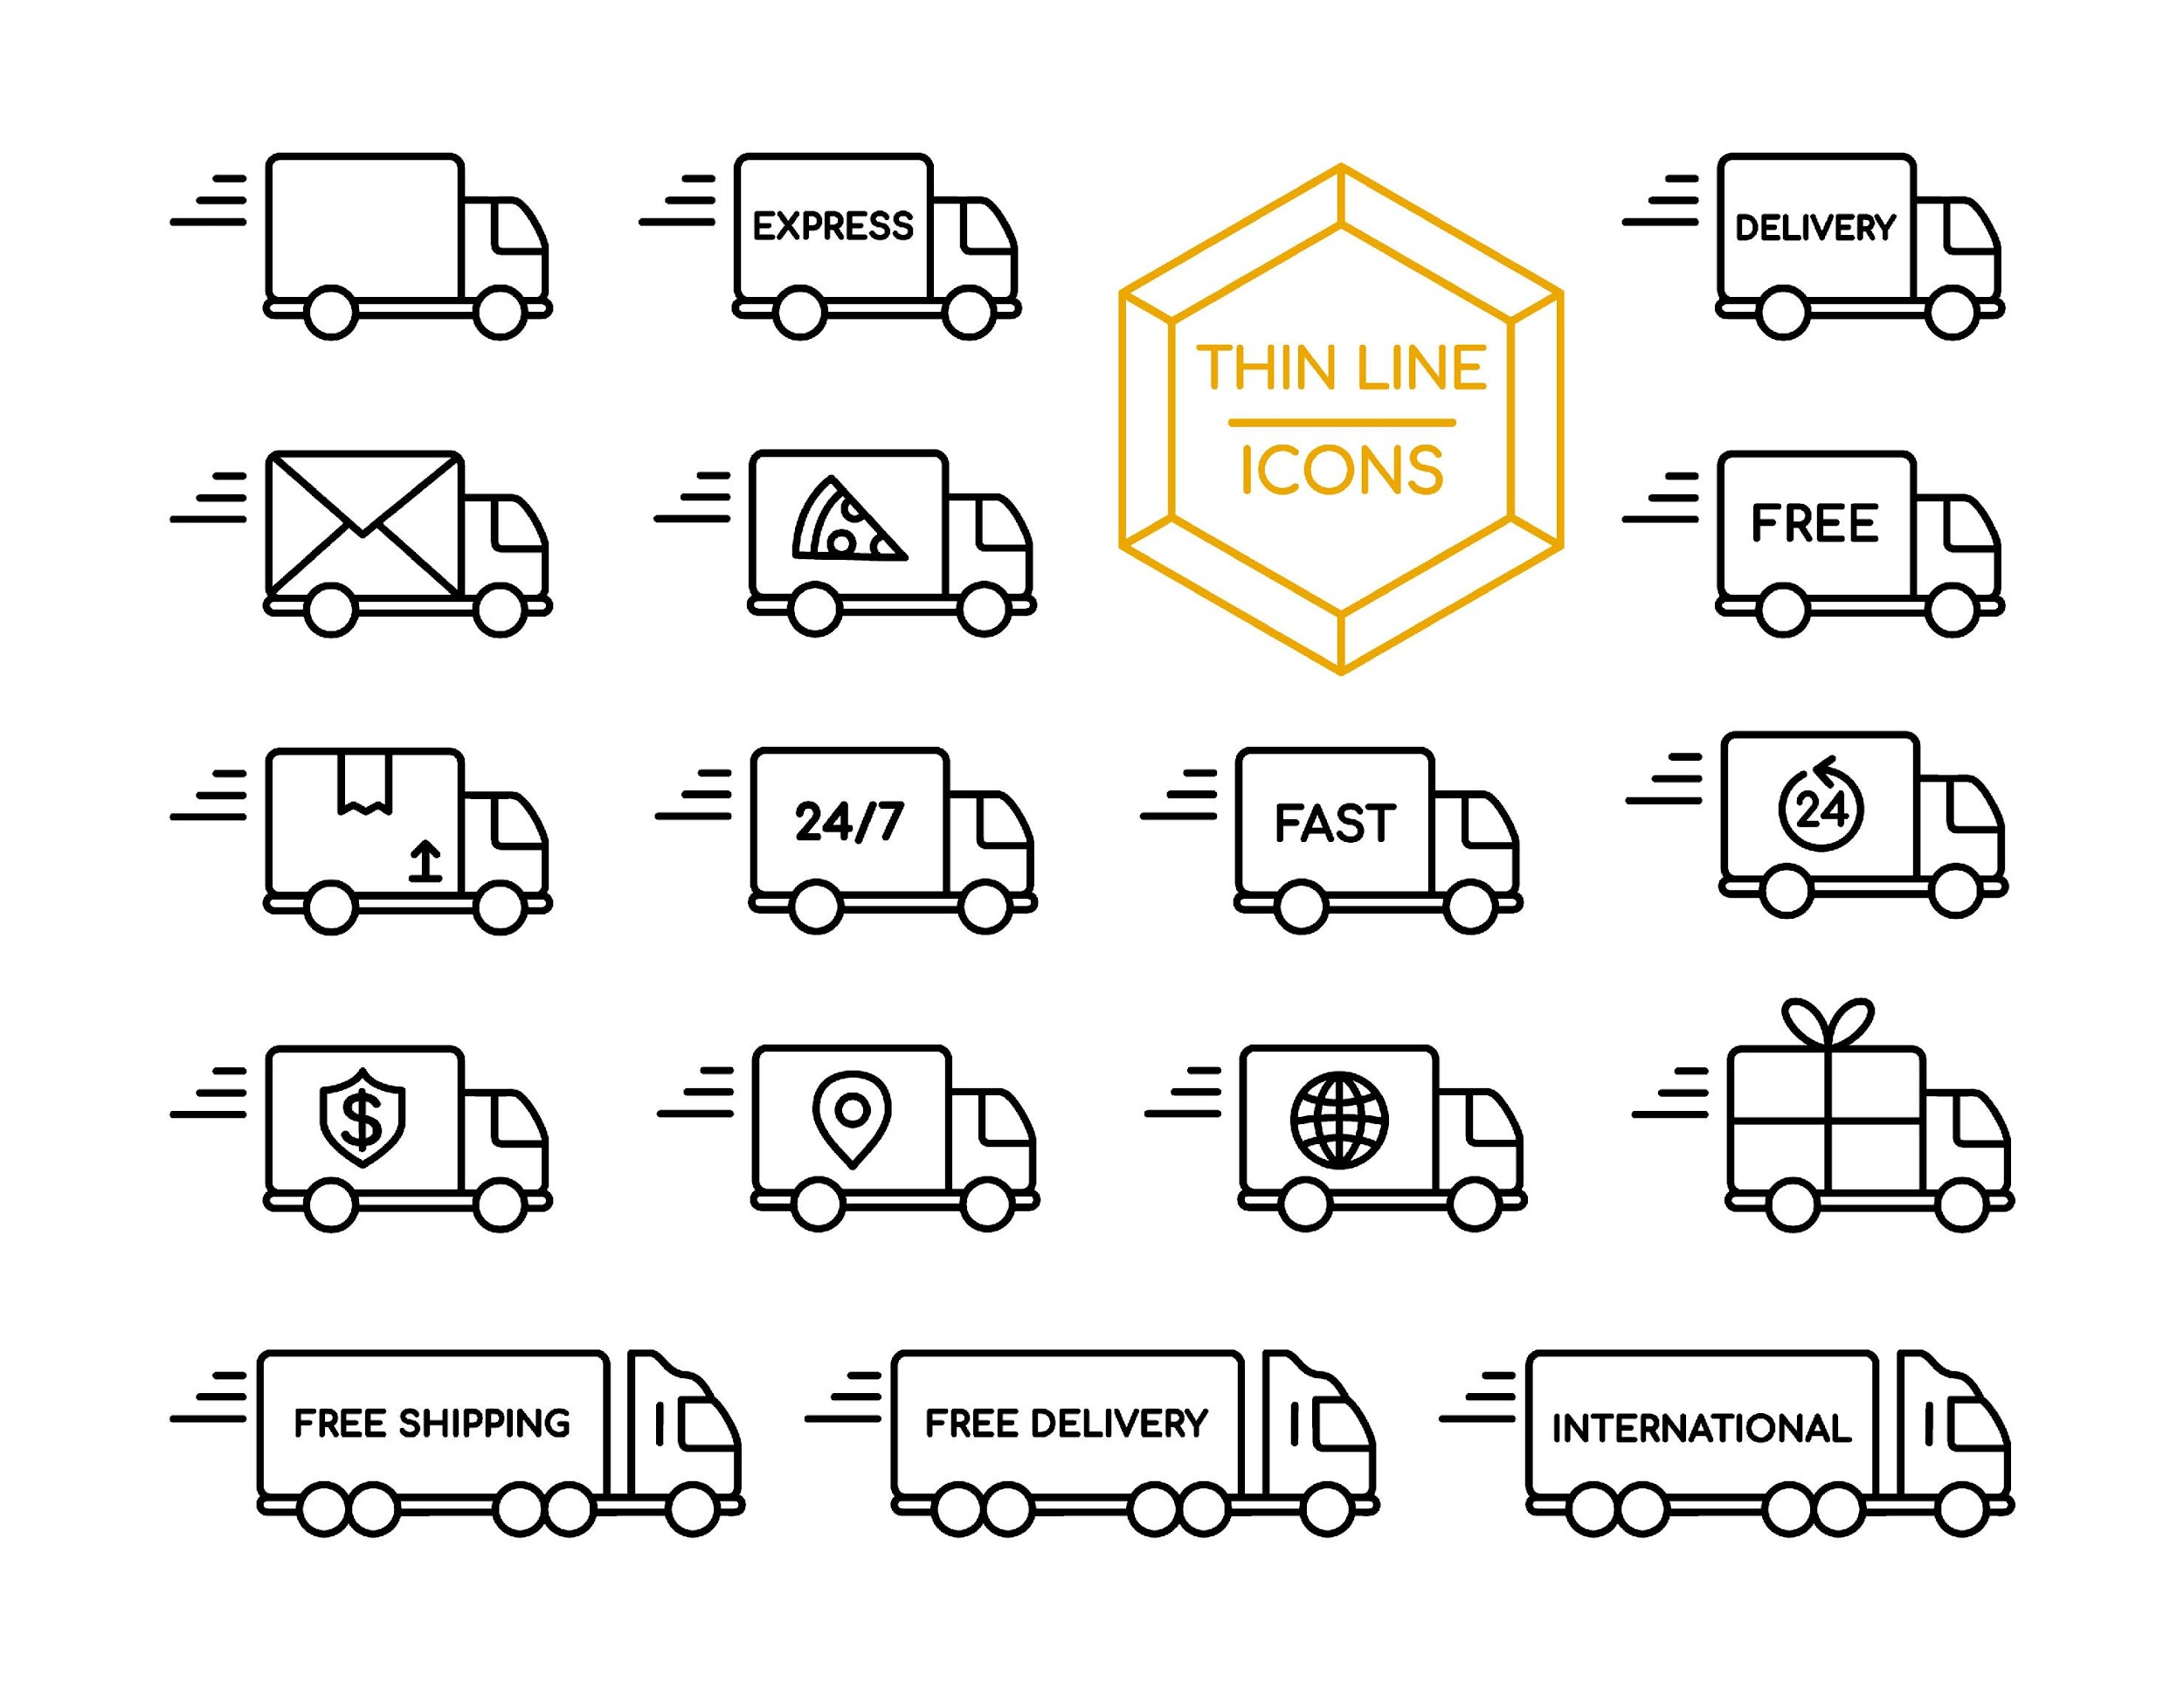 EXPRESS
THIN LINE
ICONS
DELIVERY
FREE
24/7
FAST
24
$
FREE SHIPPING
FREE DELIVERY
INTERNATIONAL